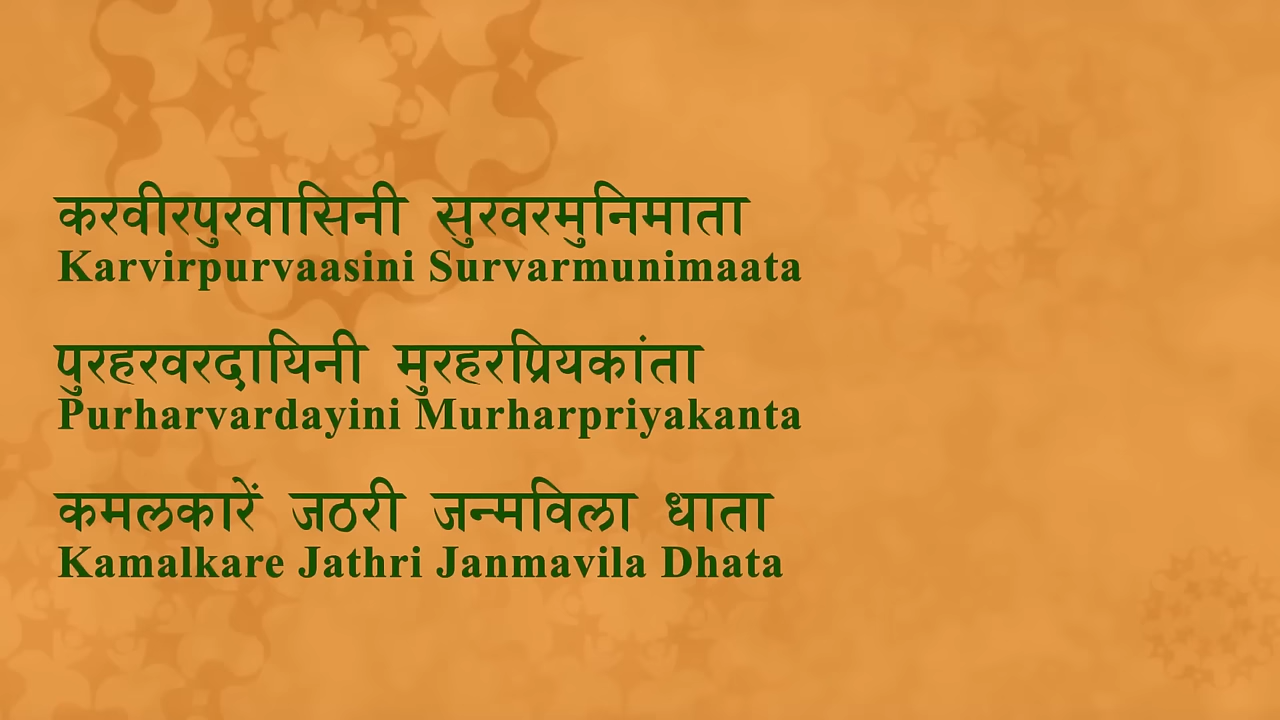 करवीरपुरवासिनी सुरवरमुनिमाता
Karvirpurvaasini Survarmunimaata
पुरहरवरदायिनी मुरहरप्रियकांता
Purharvardayini Murharpriyakanta
कमलकारें जठरी जन्मविला धाता
Kamalkare Jathri Janmavila Dhata